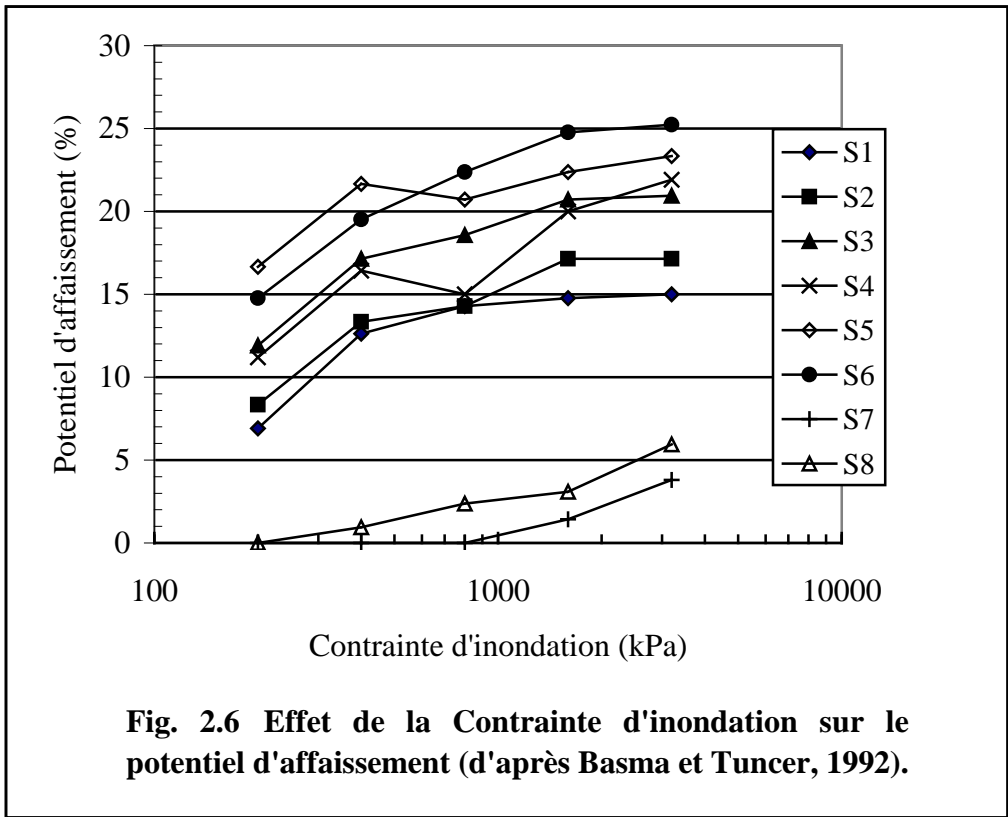 30
25
20
15
10
5
0
Potentiel d'affaissement (%)
S1
S2
S3
S4
S5
S6
S7
S8
100
1000
10000
Contrainte d'inondation (kPa)
Fig. 2.6 Effet de la Contrainte d'inondation sur le
potentiel d'affaissement (d'après Basma et Tuncer, 1992).